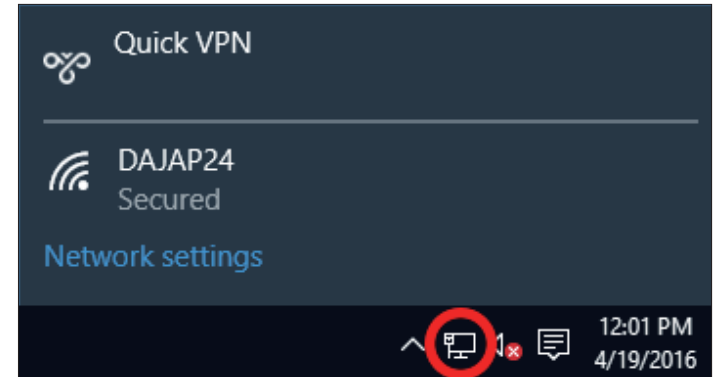 Quick VPN
DAJAP24
Secured
Network settings
12:01 PM
4/19/2016